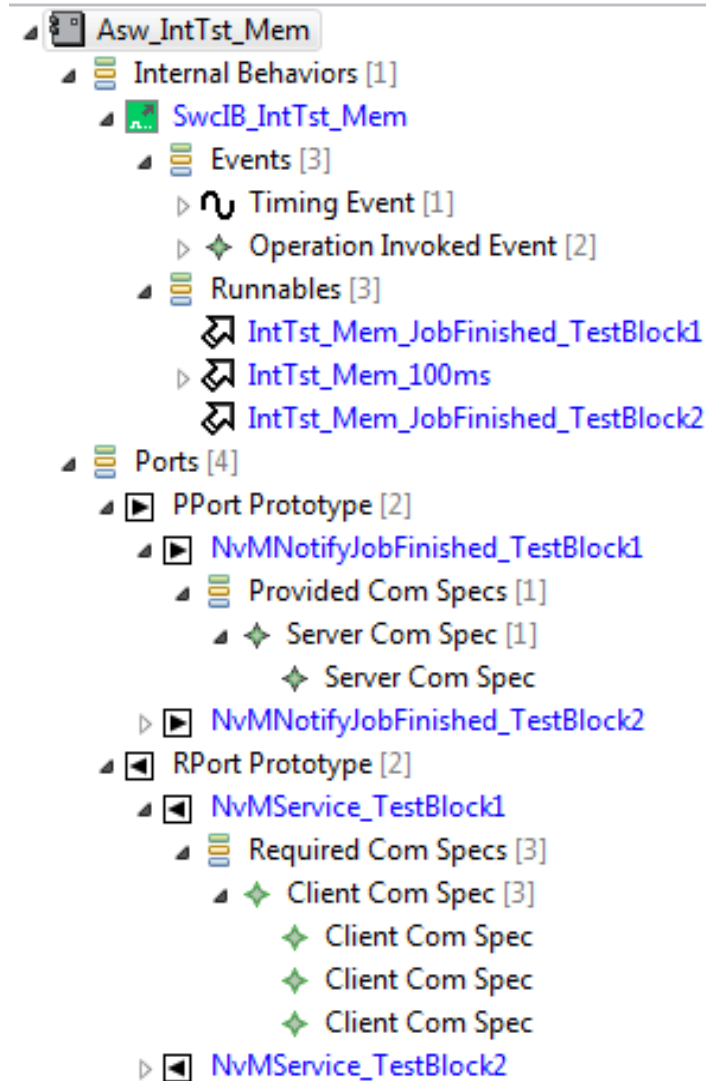 Asw_IntTst_Mem
Internal Behaviors [1]
SwcIB_IntTst_Mem
Events [3]
Timing Event [1]
Operation Invoked Event [2]
Runnables [3]
IntTst_Mem_JobFinished_TestBlock1
IntTst_Mem_100ms
IntTst_Mem_JobFinished_TestBlock2
Ports [4]
PPort Prototype [2]
NvMNotifyJobFinished_TestBlock1
Provided Com Specs [1]
Server Com Spec [1]
Server Com Spec
NvMNotifyJobFinished_TestBlock2
RPort Prototype [2]
NvMService_TestBlock1
Required Com Specs [3]
Client Com Spec [3]
Client Com Spec
Client Com Spec
Client Com Spec
NvMService_TestBlock2